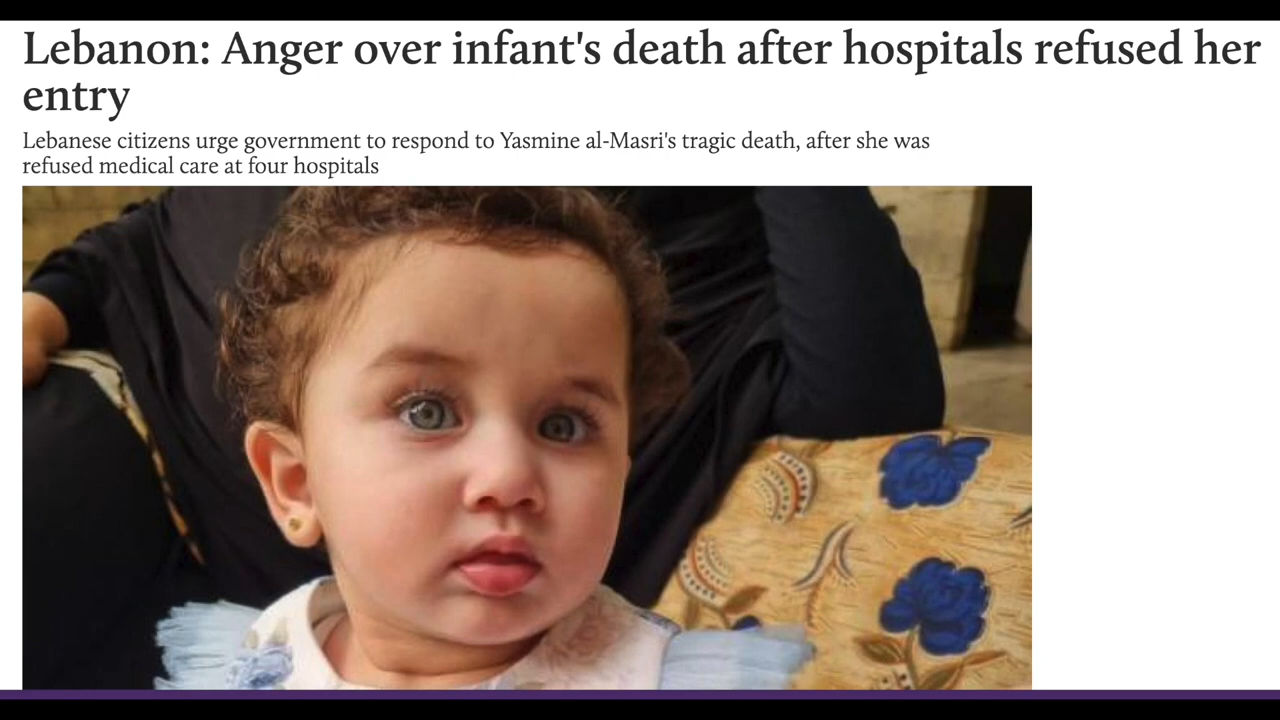 Lebanon: Anger over infant's death after hospitals refused her
entry
Lebanese citizens urge government to respond to Yasmine al-Masri's tragic death, after she was
refused medical care at four hospitals